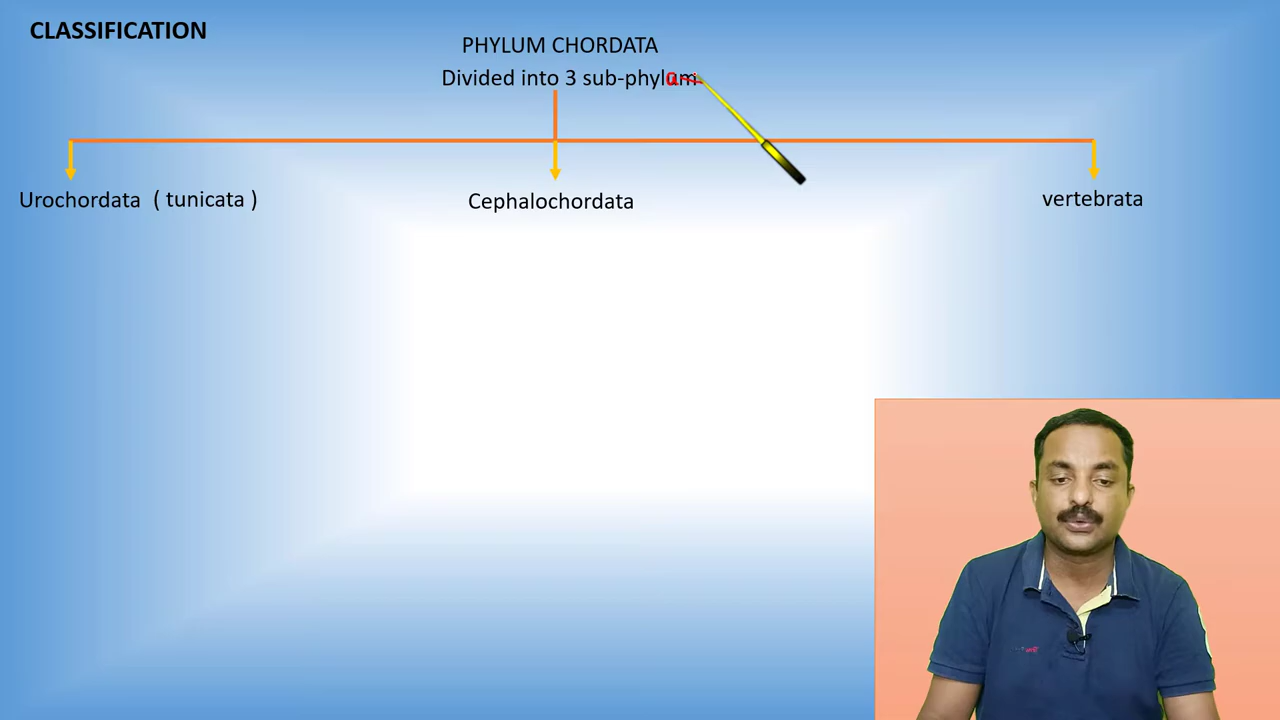 CLASSIFICATION
PHYLUM CHORDATA
Divided into 3 sub-phylum
Urochordata ( tunicata )
Cephalochordata
vertebrata